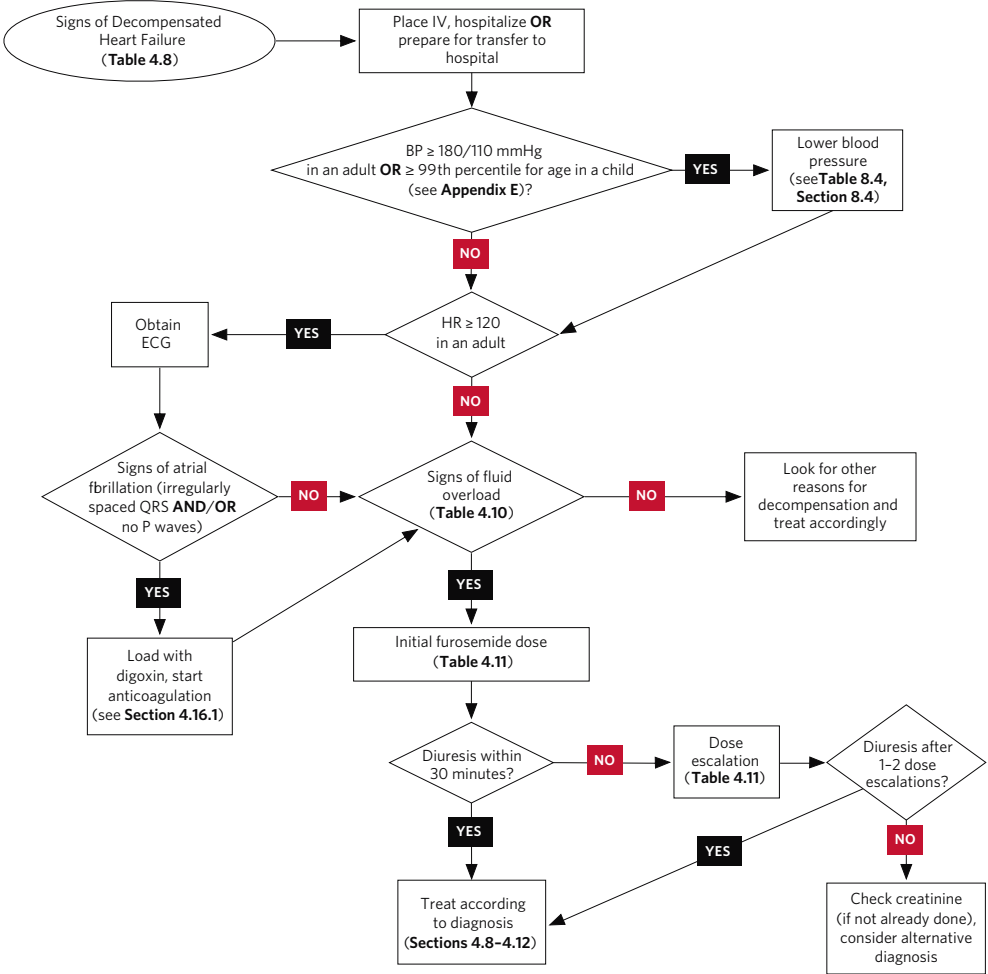 Signs of Decompensated
Heart Failure
(Table 4.8)
Place IV, hospitalize OR
prepare for transfer to
hospital
BP ≥ 180/110 mmHg
in an adult OR ≥ 99th percentile for age in a child
(see Appendix E)?
YES
Lower blood
pressure
(see Table 8.4,
Section 8.4)
NO
HR ≥ 120
in an adult
YES
Obtain
ECG
NO
Signs of atrial
fibrillation (irregularly
spaced QRS AND/OR
no P waves)
NO
Signs of fluid
overload
(Table 4.10)
NO
Look for other
reasons for
decompensation and
treat accordingly
YES
Load with
digoxin, start
anticoagulation
(see Section 4.16.1)
YES
Initial furosemide dose
(Table 4.11)
Diuresis within
30 minutes?
NO
Dose
escalation
(Table 4.11)
Diuresis after
1–2 dose
escalations?
YES
YES
NO
Treat according
to diagnosis
(Sections 4.8–4.12)
Check creatinine
(if not already done),
consider alternative
diagnosis